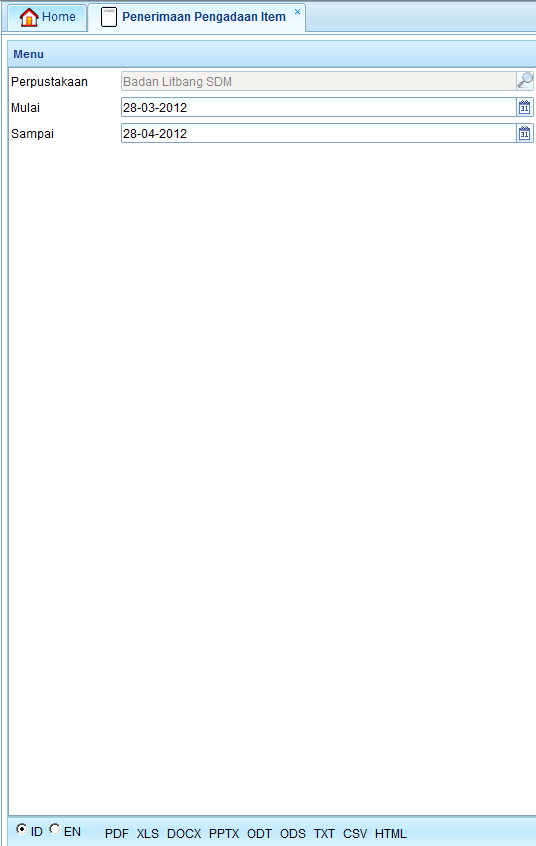 Home Penerimaan Pengadaan Item
Menu
Perpustakaan Badan Litbang SDM
Mulai 28-03-2012
Sampai 28-04-2012
ID EN PDF XLS DOCX PPTX ODT ODS TXT CSV HTML